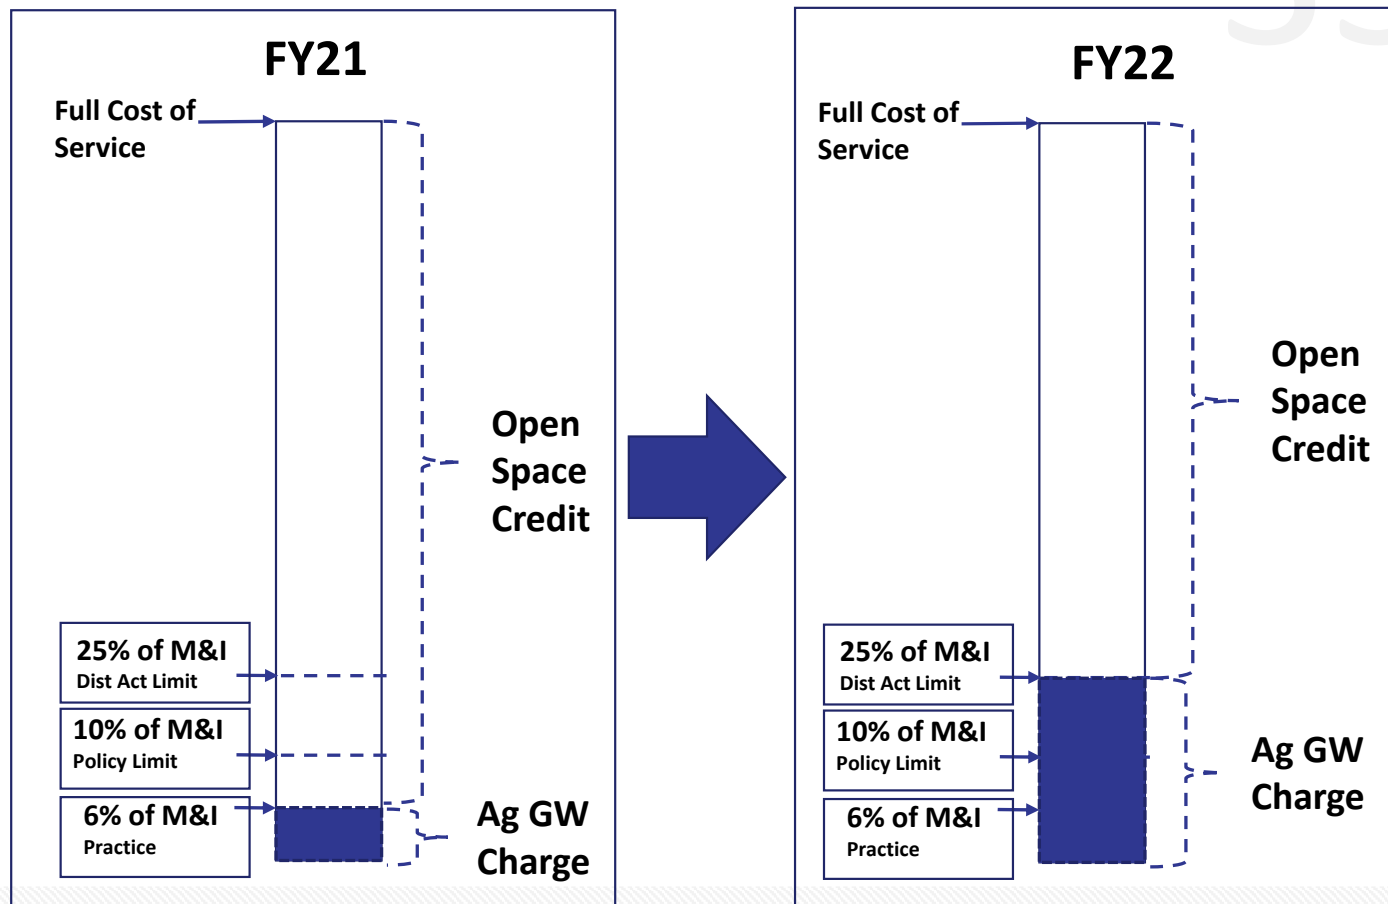 FY21
Full Cost of
Service
Open
Space
Credit
25% of M&I
Dist Act Limit
10% of M&I
Policy Limit
6% of M&I
Practice
Ag GW
Charge
FY22
Full Cost of
Service
Open
Space
Credit
25% of M&I
Dist Act Limit
10% of M&I
Policy Limit
6% of M&I
Practice
Ag GW
Charge